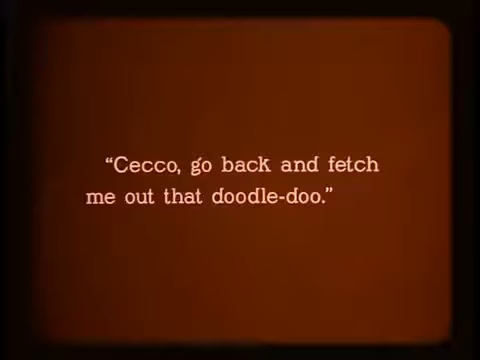 “Cecco, go back and fetch
me out that doodle-doo.”